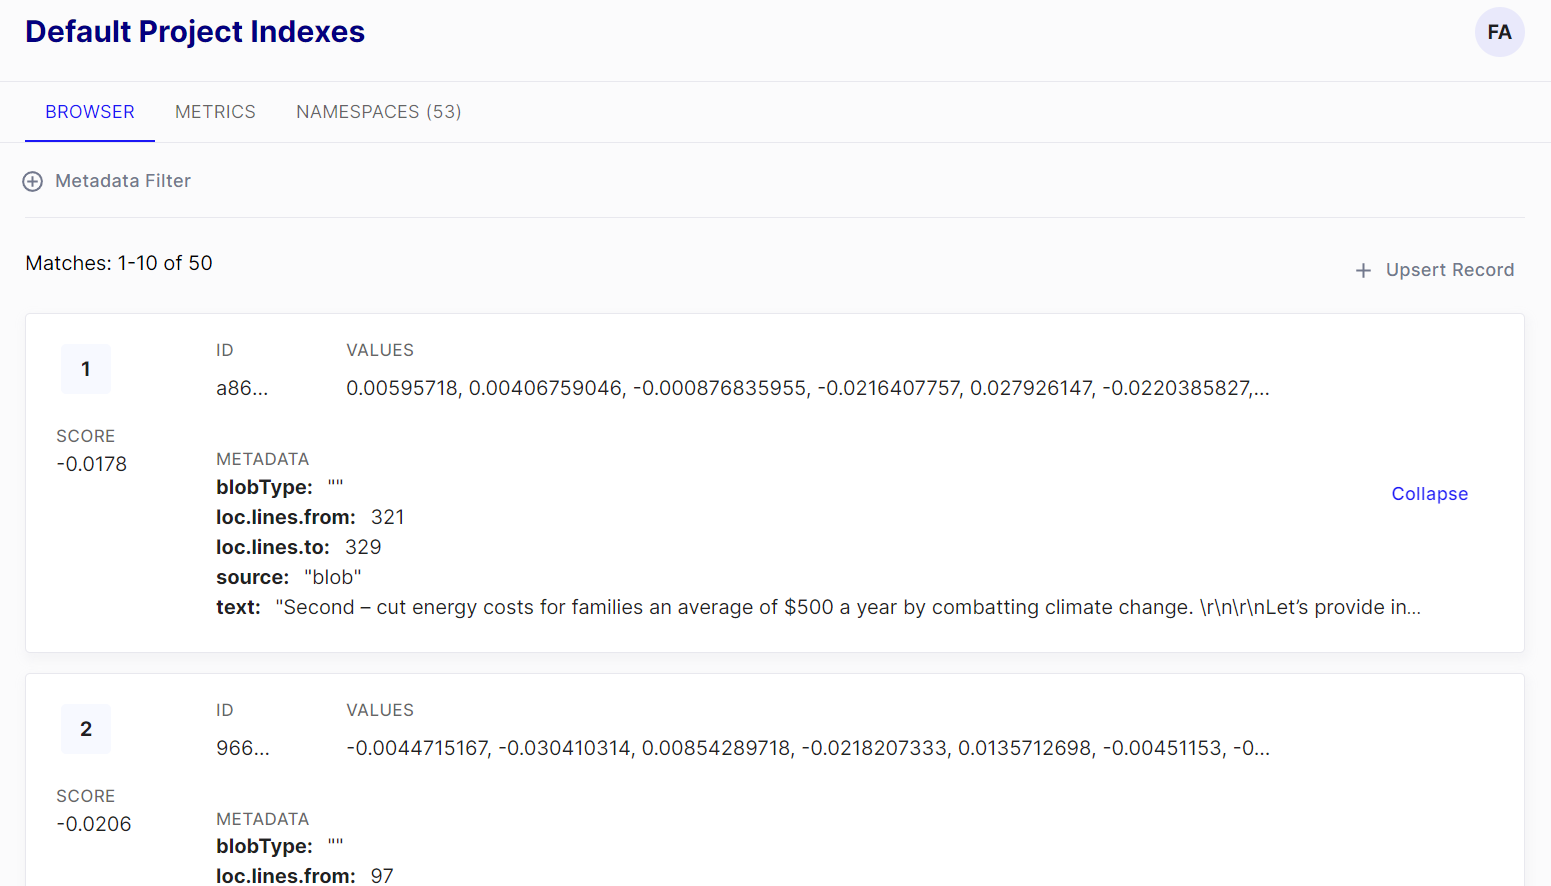 Default Project Indexes
FA
BROWSER METRICS NAMESPACES (53)
Metadata Filter
Matches: 1-10 of 50
Upsert Record
1
ID VALUES
a86... 0.00595718, 0.00406759046, -0.000876835955, -0.0216407757, 0.027926147, -0.0220385827,...
SCORE
-0.0178
METADATA
blobType: ""
loc.lines.from: 321
loc.lines.to: 329
source: "blob"
text: "Second – cut energy costs for families an average of $500 a year by combatting climate change. \r\n\r\nLet’s provide in...
Collapse
2
ID VALUES
966... -0.0044715167, -0.030410314, 0.00854289718, -0.0218207333, 0.0135712698, -0.00451153, -0...
SCORE
-0.0206
METADATA
blobType: ""
loc.lines.from: 97